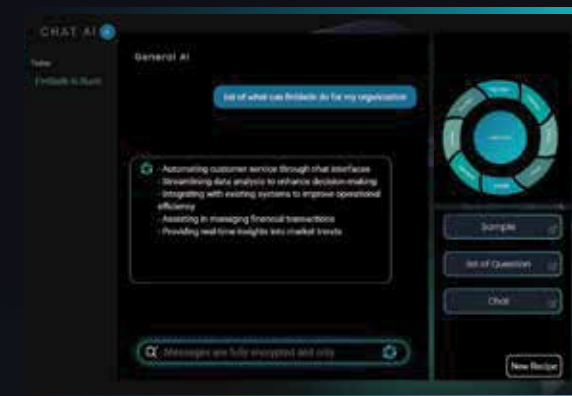 CHAT AI
Today
General AI
list of what can finblade do for my organization
- Automating customer service through chat interfaces
- Streamlining data analysis to enhance decision-making
- Integrating with existing systems to improve operational
efficiency
- Assisting in managing financial transactions
- Providing real-time insights into market trends
Messages are fully encrypted and only
Sample
list of Question
Chat
New Recipe